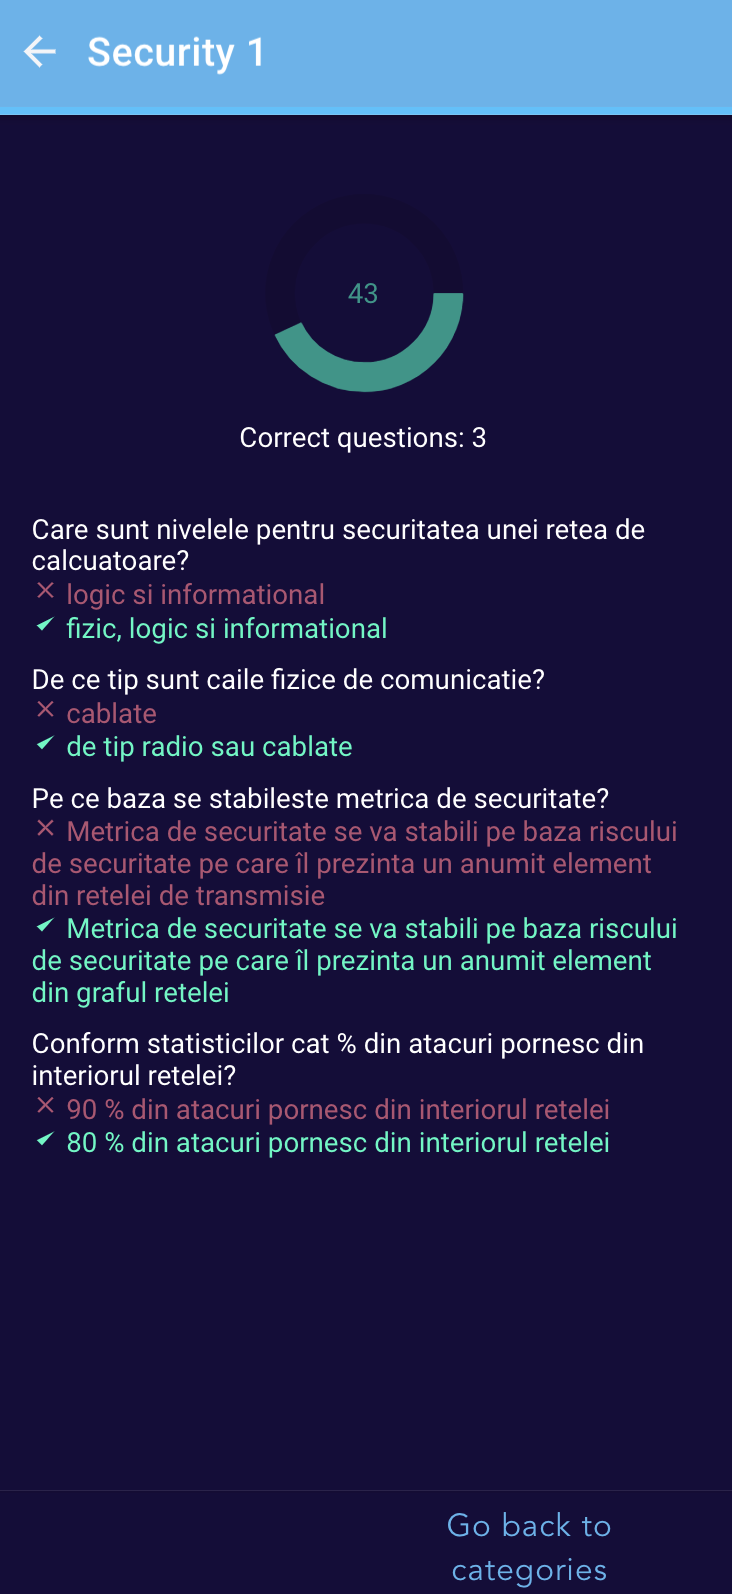 Security 1
43
Correct questions: 3
Care sunt nivelele pentru securitatea unei retea de
calcuatoare?
logic si informational
fizic, logic si informational
De ce tip sunt caile fizice de comunicatie?
cablate
de tip radio sau cablate
Pe ce baza se stabileste metrica de securitate?
Metrica de securitate se va stabili pe baza riscului
de securitate pe care îl prezinta un anumit element
din retelei de transmisie
Metrica de securitate se va stabili pe baza riscului
de securitate pe care îl prezinta un anumit element
din graful retelei
Conform statisticilor cat % din atacuri pornesc din
interiorul retelei?
90 % din atacuri pornesc din interiorul retelei
80 % din atacuri pornesc din interiorul retelei
Go back to
categories